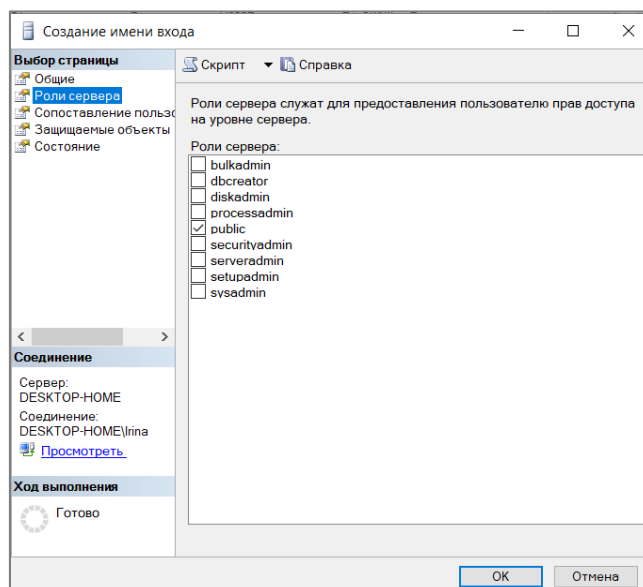 Создание имени входа
Выбор страницы
Общие
Роли сервера
Сопоставление пользо
Защищаемые объекты
Состояние
Скрипт
Справка
Роли сервера служат для предоставления пользователю прав доступа
на уровне сервера.
Роли сервера:
bulkadmin
dbcreator
diskadmin
processadmin
public
securityadmin
serveradmin
setupadmin
sysadmin
Соединение
Сервер:
DESKTOP-HOME
Соединение:
DESKTOP-HOME\Irina
Просмотреть
Ход выполнения
Готово
OK
Отмена